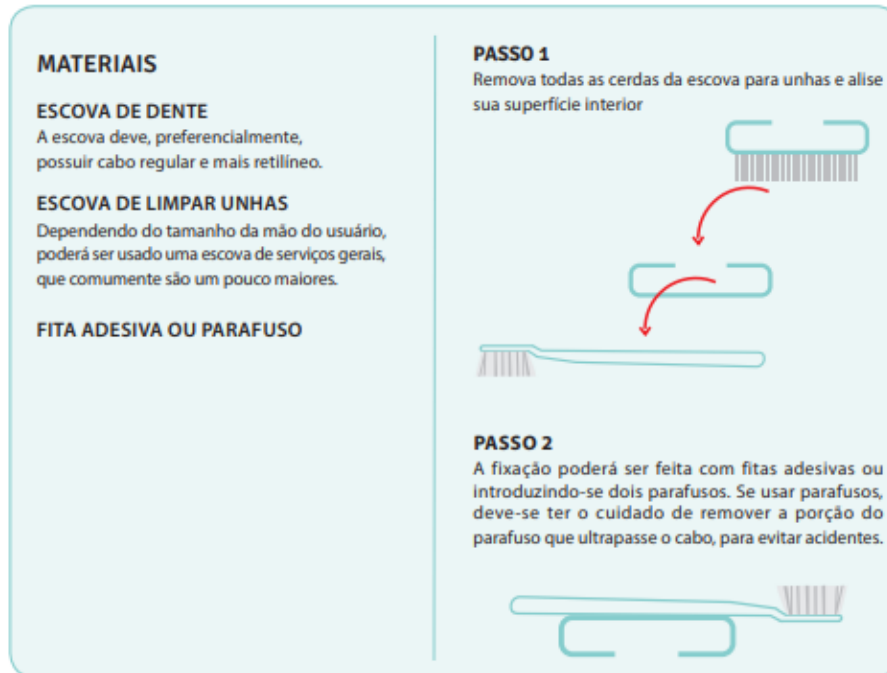 MATERIAIS
ESCOVA DE DENTE
A escova deve, preferencialmente,
possuir cabo regular e mais retilíneo.
ESCOVA DE LIMPAR UNHAS
Dependendo do tamanho da mão do usuário,
poderá ser usado uma escova de serviços gerais,
que comumente são um pouco maiores.
FITA ADESIVA OU PARAFUSO
PASSO 1
Remova todas as cerdas da escova para unhas e alise
sua superfície interior
PASSO 2
A fixação poderá ser feita com fitas adesivas ou
introduzindo-se dois parafusos. Se usar parafusos,
deve-se ter o cuidado de remover a porção do
parafuso que ultrapasse o cabo, para evitar acidentes.